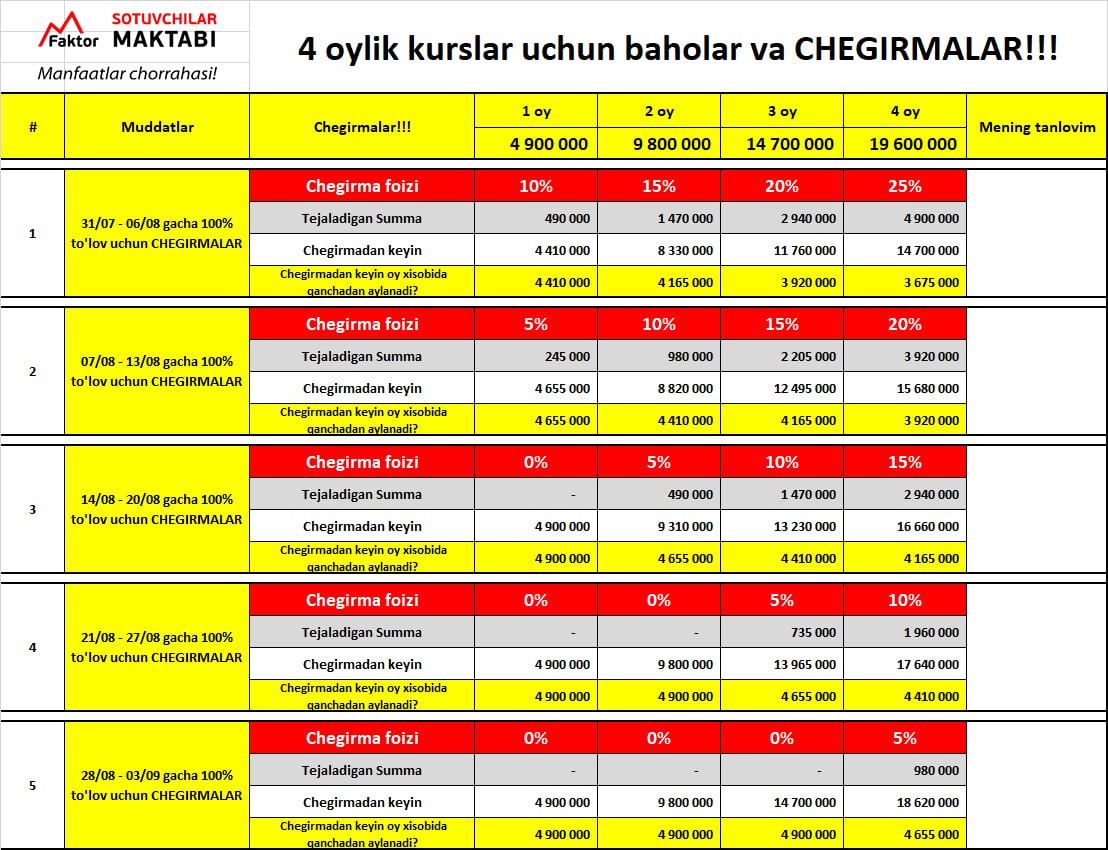 Faktor
SOTUVCHILAR
MAKTABI
Manfaatlar chorrahasi!
4 oylik kurslar uchun baholar va CHEGIRMALAR!!!
# Muddatlar Chegirmalar!!! 1 oy 2 oy 3 oy 4 oy Mening tanlovim
4 900 000 9 800 000 14 700 000 19 600 000
1
31/07 - 06/08 gacha 100%
to'lov uchun CHEGIRMALAR
Chegirma foizi 10% 15% 20% 25%
Tejaladigan Summa 490 000 1 470 000 2 940 000 4 900 000
Chegirmadan keyin 4 410 000 8 330 000 11 760 000 14 700 000
Chegirmadan keyin oy xisobida
qanchadan aylanadi? 4 410 000 4 165 000 3 920 000 3 675 000
2
07/08 - 13/08 gacha 100%
to'lov uchun CHEGIRMALAR
Chegirma foizi 5% 10% 15% 20%
Tejaladigan Summa 245 000 980 000 2 205 000 3 920 000
Chegirmadan keyin 4 655 000 8 820 000 12 495 000 15 680 000
Chegirmadan keyin oy xisobida
qanchadan aylanadi? 4 655 000 4 410 000 4 165 000 3 920 000
3
14/08 - 20/08 gacha 100%
to'lov uchun CHEGIRMALAR
Chegirma foizi 0% 5% 10% 15%
Tejaladigan Summa - 490 000 1 470 000 2 940 000
Chegirmadan keyin 4 900 000 9 310 000 13 230 000 16 660 000
Chegirmadan keyin oy xisobida
qanchadan aylanadi? 4 900 000 4 655 000 4 410 000 4 165 000
4
21/08 - 27/08 gacha 100%
to'lov uchun CHEGIRMALAR
Chegirma foizi 0% 0% 5% 10%
Tejaladigan Summa - - 735 000 1 960 000
Chegirmadan keyin 4 900 000 9 800 000 13 965 000 17 640 000
Chegirmadan keyin oy xisobida
qanchadan aylanadi? 4 900 000 4 900 000 4 655 000 4 410 000
5
28/08 - 03/09 gacha 100%
to'lov uchun CHEGIRMALAR
Chegirma foizi 0% 0% 0% 5%
Tejaladigan Summa - - - 980 000
Chegirmadan keyin 4 900 000 9 800 000 14 700 000 18 620 000
Chegirmadan keyin oy xisobida
qanchadan aylanadi? 4 900 000 4 900 000 4 900 000 4 655 000